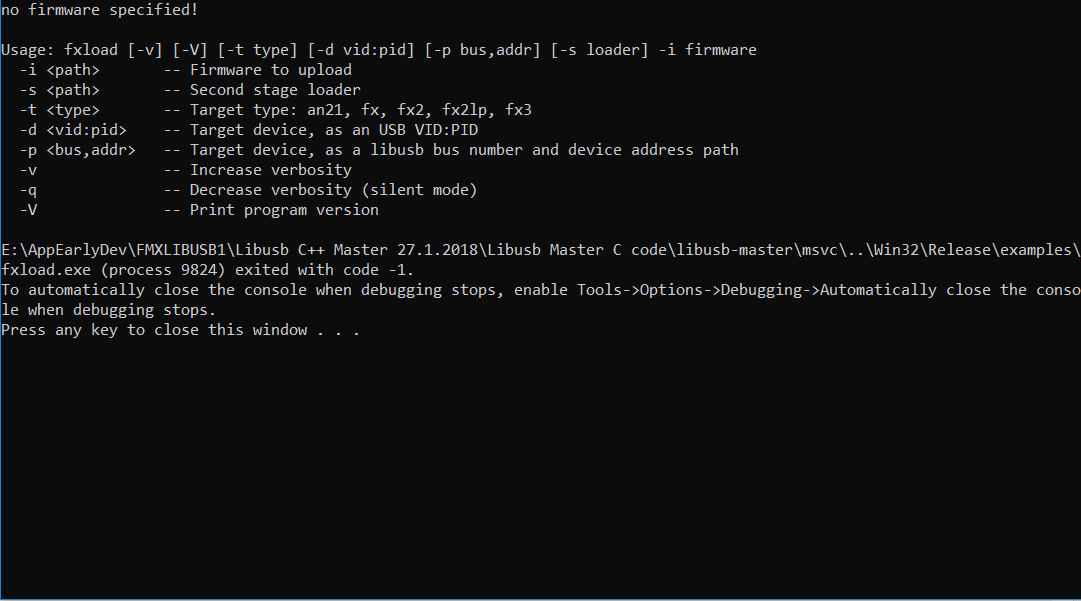 no firmware specified!
Usage: fxload [-v] [-V] [-t type] [-d vid:pid] [-p bus,addr] [-s loader] -i firmware
  -i <path>       -- Firmware to upload
  -s <path>       -- Second stage loader
  -t <type>       -- Target type: an21, fx, fx2, fx2lp, fx3
  -d <vid:pid>    -- Target device, as an USB VID:PID
  -p <bus,addr>   -- Target device, as a libusb bus number and device address path
  -v              -- Increase verbosity
  -q              -- Decrease verbosity (silent mode)
  -V              -- Print program version
E:\AppEarlyDev\FMXLIBUSB1\Libusb C++ Master 27.1.2018\Libusb Master C code\libusb-master\msvc\..\Win32\Release\examples\
fxload.exe (process 9824) exited with code -1.
To automatically close the console when debugging stops, enable Tools->Options->Debugging->Automatically close the conso
le when debugging stops.
Press any key to close this window . . .